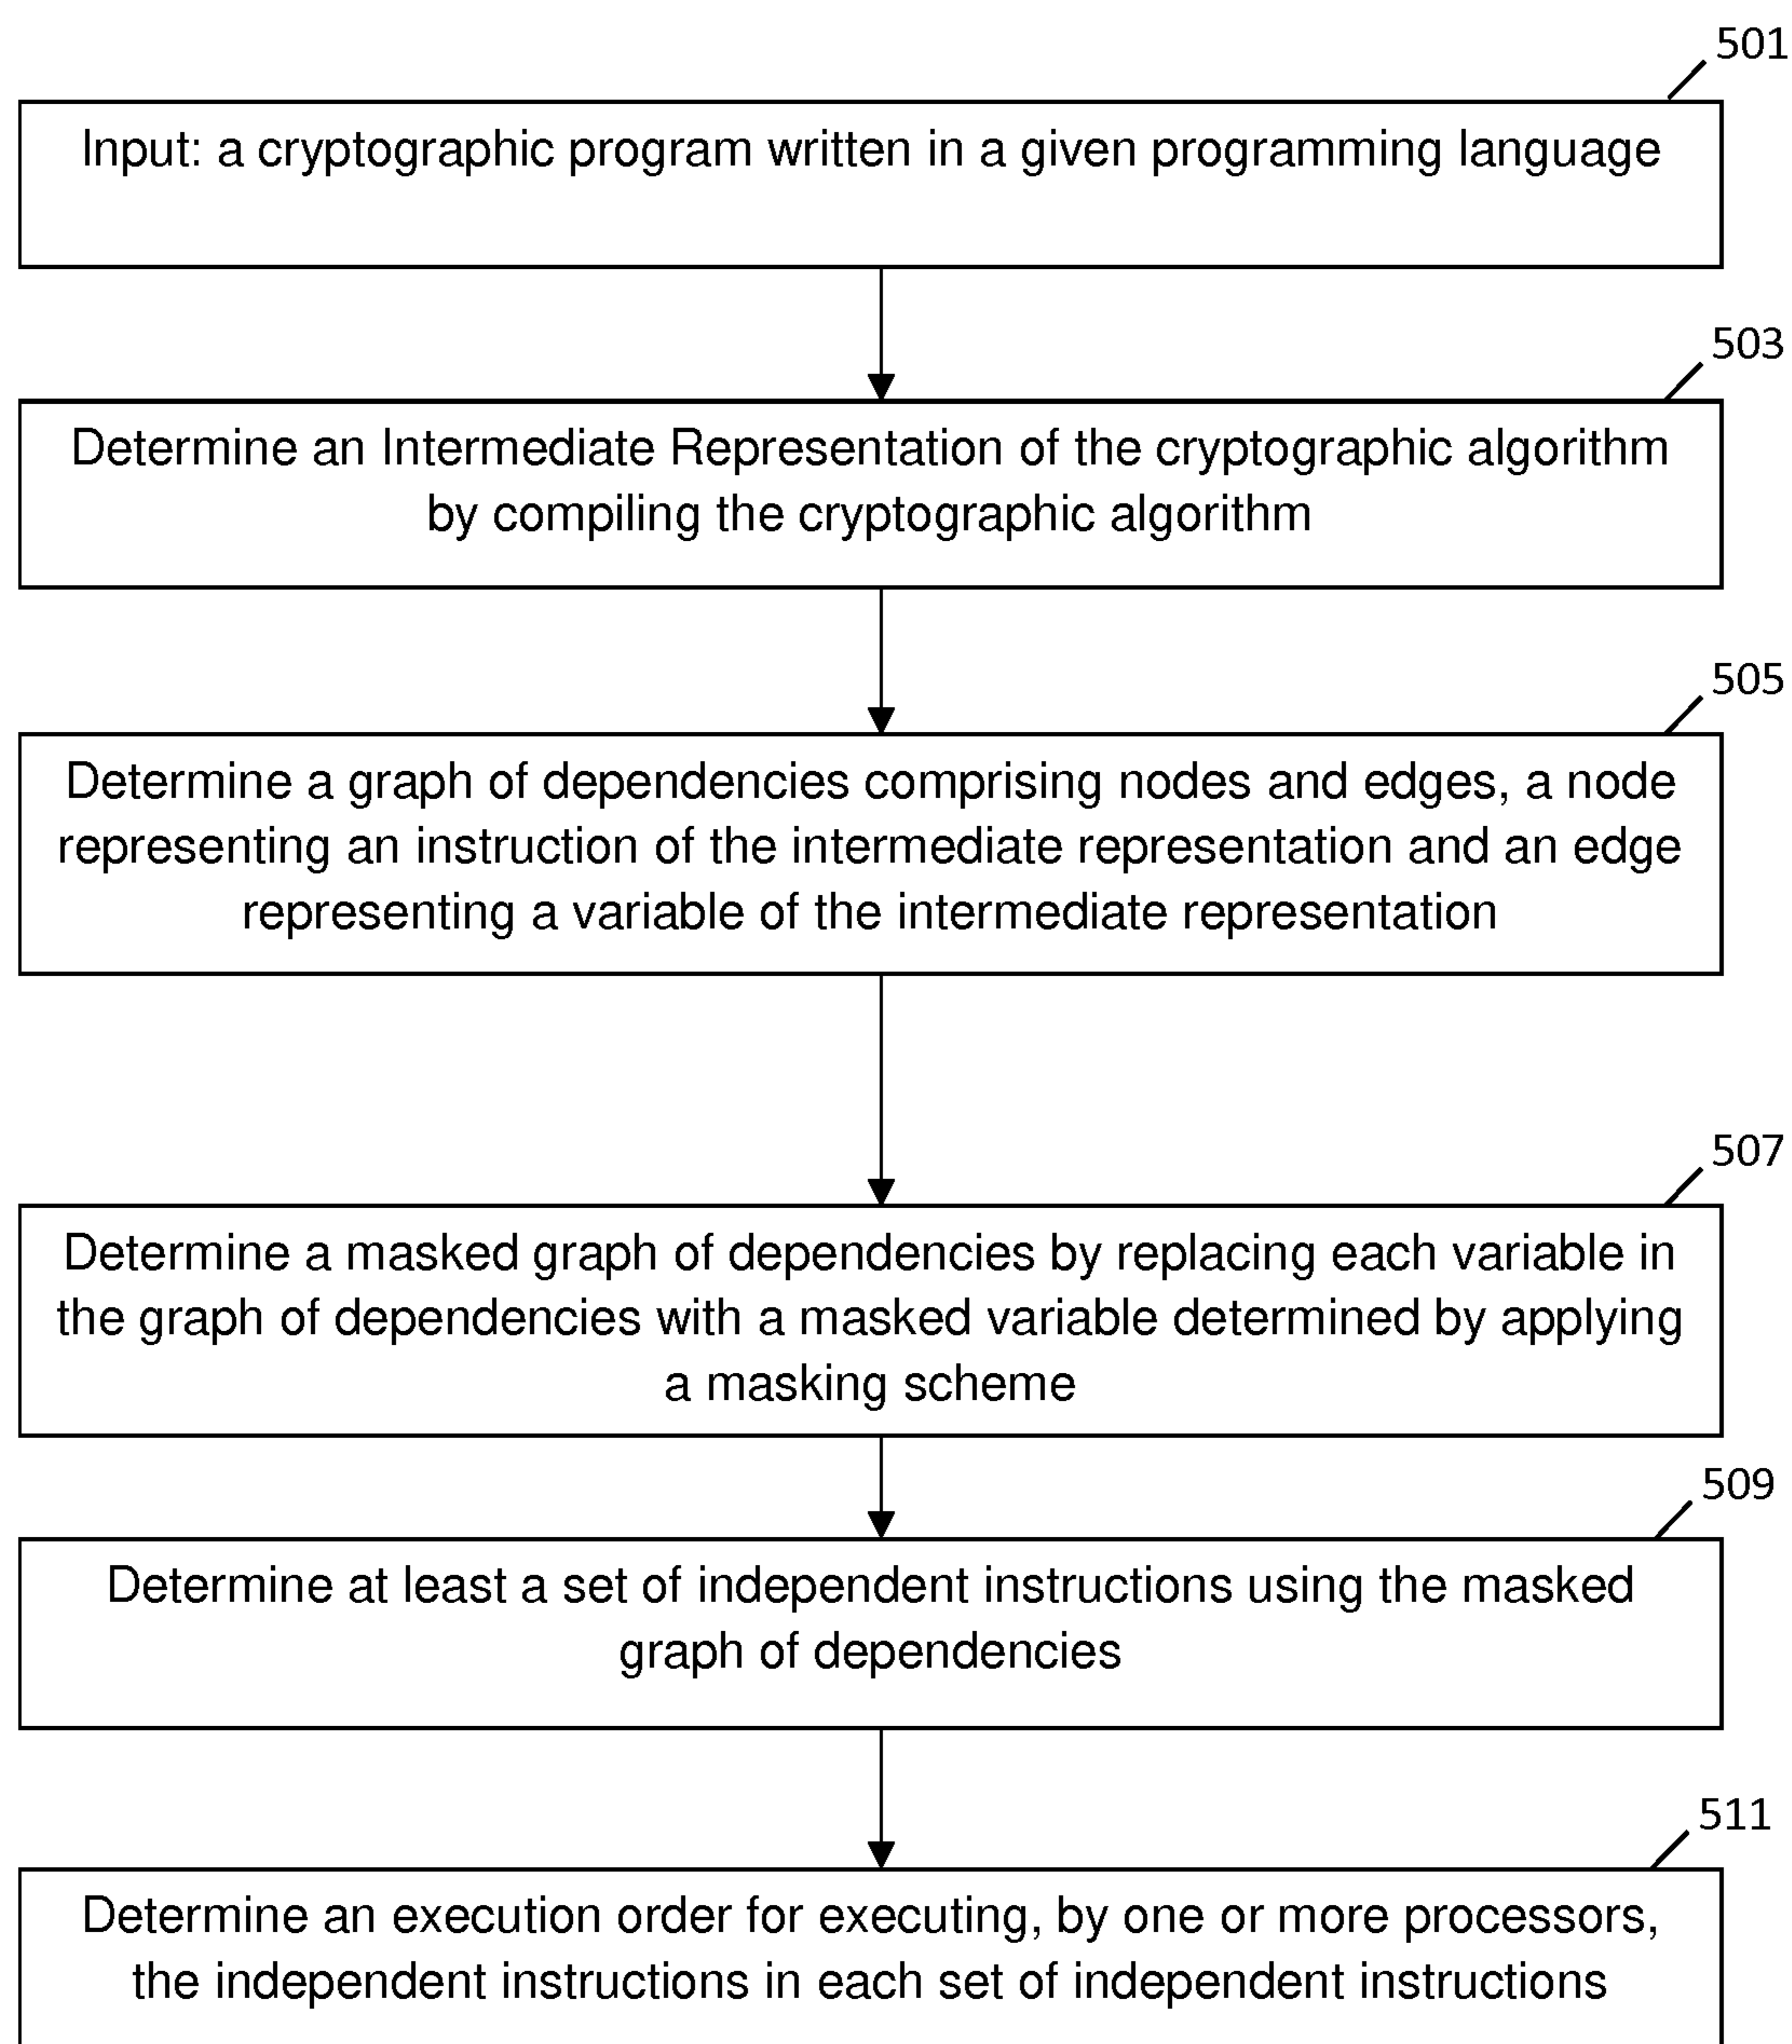 501
Input: a cryptographic program written in a given programming language
503
Determine an Intermediate Representation of the cryptographic algorithm
by compiling the cryptographic algorithm
505
Determine a graph of dependencies comprising nodes and edges, a node
representing an instruction of the intermediate representation and an edge
representing a variable of the intermediate representation
507
Determine a masked graph of dependencies by replacing each variable in
the graph of dependencies with a masked variable determined by applying
a masking scheme
509
Determine at least a set of independent instructions using the masked
graph of dependencies
511
Determine an execution order for executing, by one or more processors,
the independent instructions in each set of independent instructions